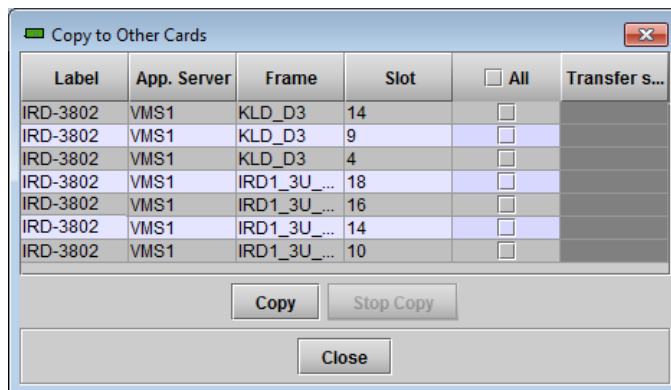 Copy to Other Cards
Label App. Server Frame Slot All Transfer s...
IRD-3802 VMS1 KLD_D3 14
IRD-3802 VMS1 KLD_D3 9
IRD-3802 VMS1 KLD_D3 4
IRD-3802 VMS1 IRD1_3U_... 18
IRD-3802 VMS1 IRD1_3U_... 16
IRD-3802 VMS1 IRD1_3U_... 14
IRD-3802 VMS1 IRD1_3U_... 10
Copy Stop Copy
Close